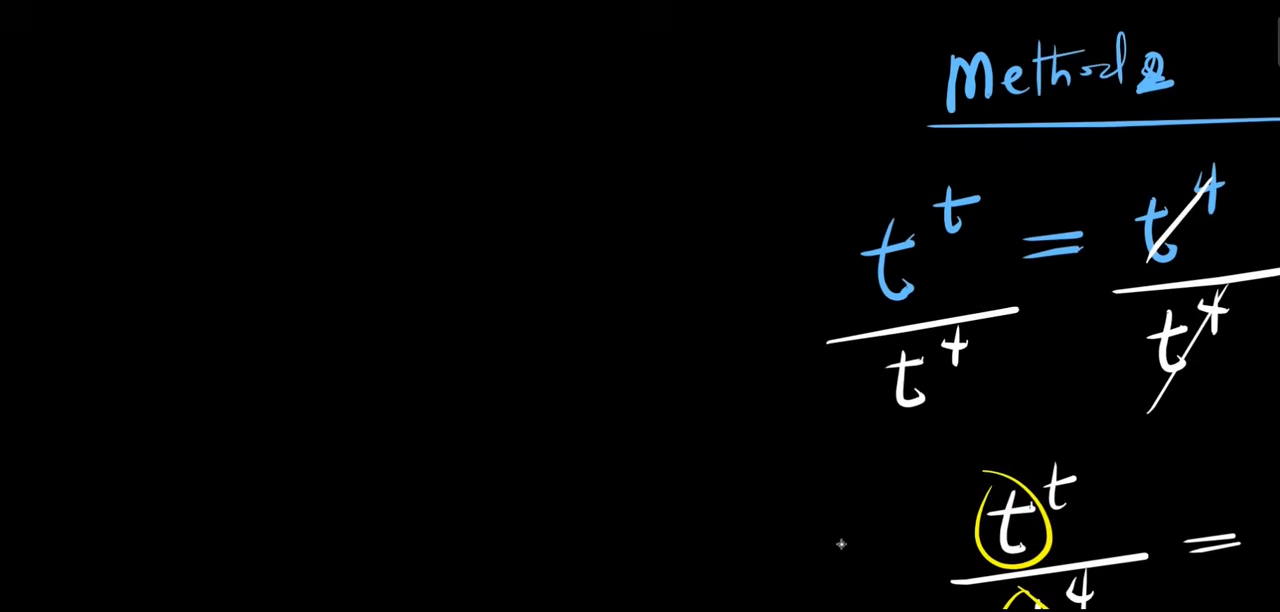 Method 2
t^t = t^4
t^4 t^4
t^t =
4